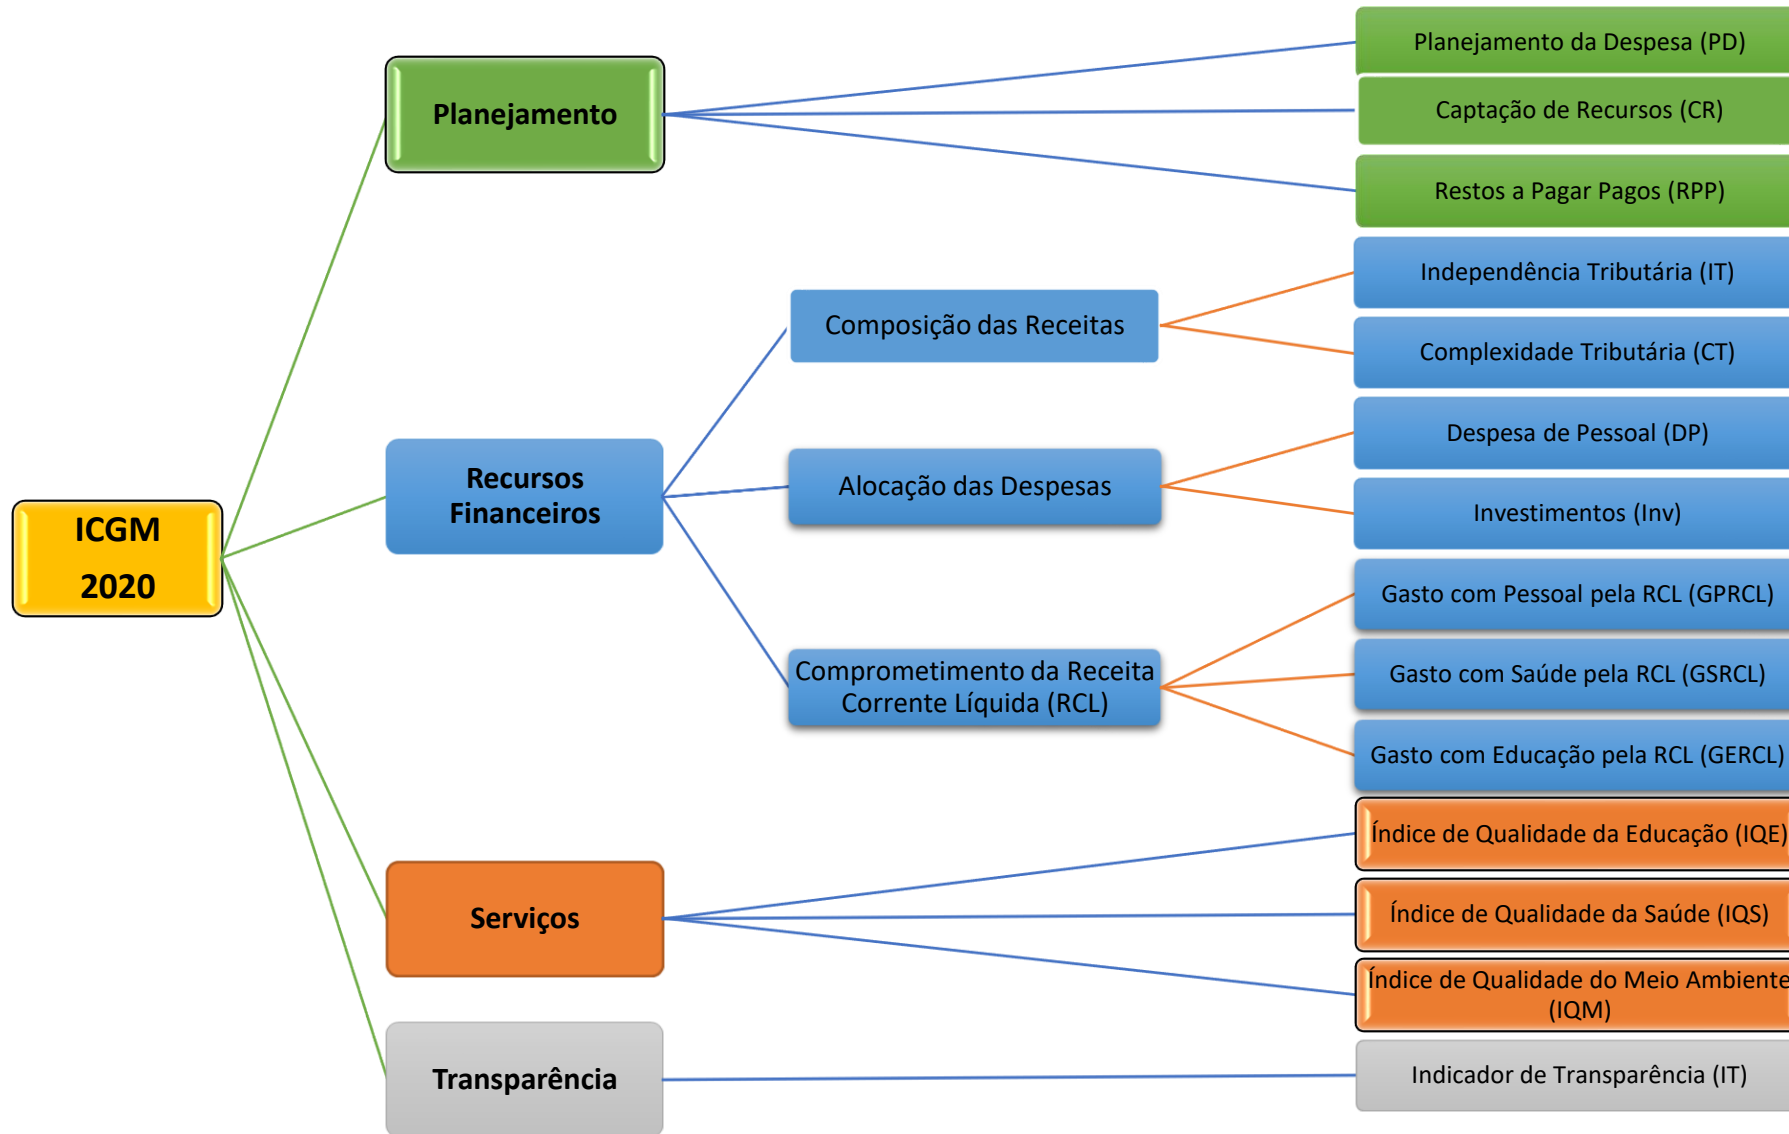 ICGM
2020
Planejamento
Planejamento da Despesa (PD)
Captação de Recursos (CR)
Restos a Pagar Pagos (RPP)
Recursos
Financeiros
Composição das Receitas
Independência Tributária (IT)
Complexidade Tributária (CT)
Alocação das Despesas
Despesa de Pessoal (DP)
Investimentos (Inv)
Comprometimento da Receita
Corrente Líquida (RCL)
Gasto com Pessoal pela RCL (GPRCL)
Gasto com Saúde pela RCL (GSRCL)
Gasto com Educação pela RCL (GERCL)
Serviços
Índice de Qualidade da Educação (IQE)
Índice de Qualidade da Saúde (IQS)
Índice de Qualidade do Meio Ambiente
(IQM)
Transparência
Indicador de Transparência (IT)